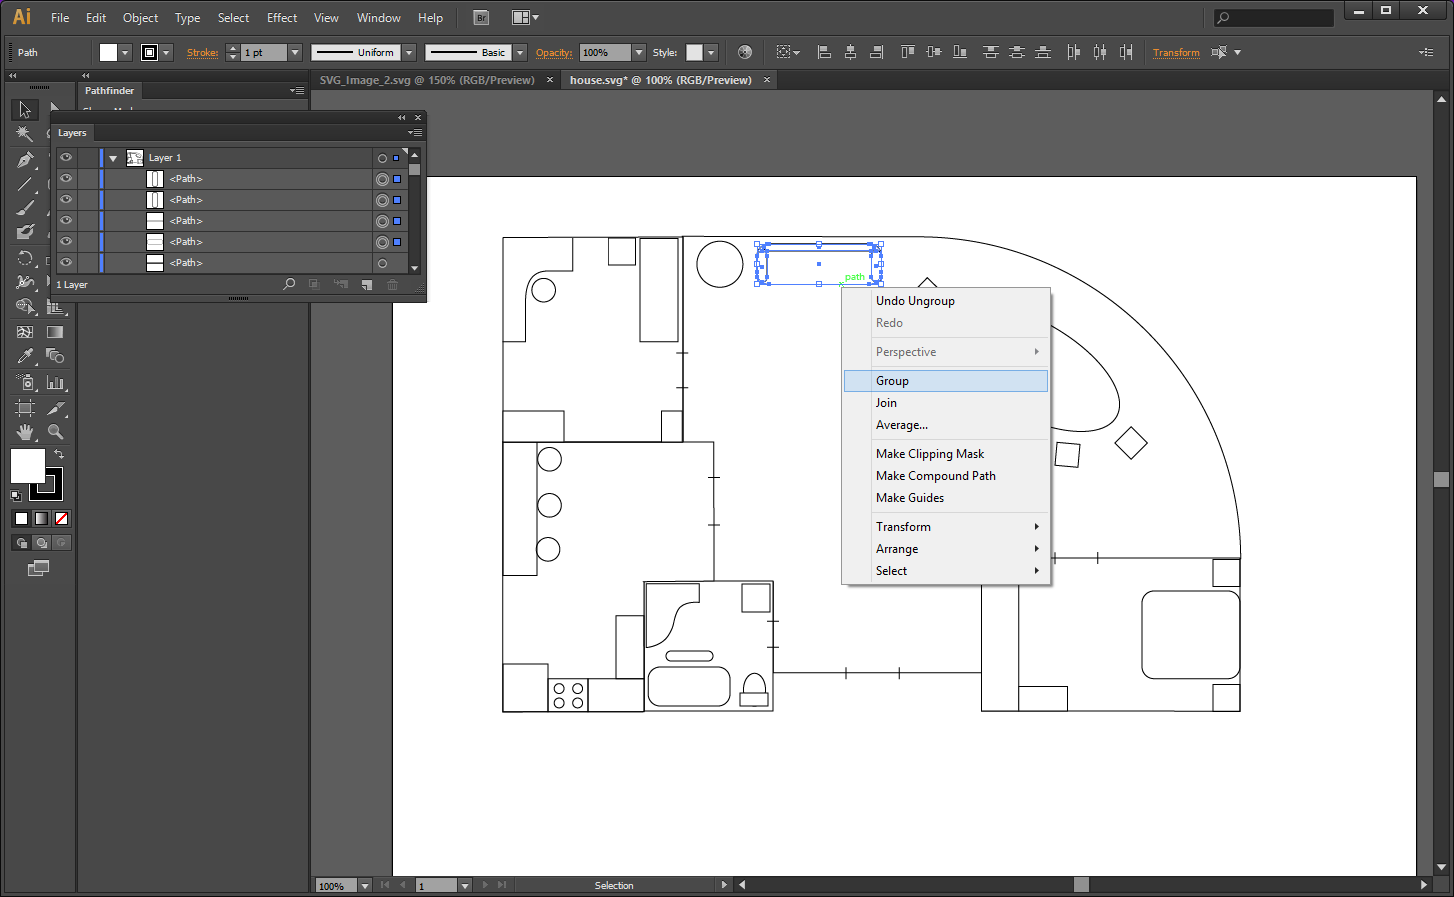 Ai File Edit Object Type Select Effect View Window Help Br
Path Stroke: 1 pt Uniform Basic Opacity: 100% Style: Transform
SVG_Image_2.svg @ 150% (RGB/Preview) house.svg* @ 100% (RGB/Preview)
Pathfinder
Layers
Layer 1
<Path>
<Path>
<Path>
<Path>
<Path>
1 Layer
path
Undo Ungroup
Redo
Perspective
Group
Join
Average...
Make Clipping Mask
Make Compound Path
Make Guides
Transform
Arrange
Select
100% 1 Selection